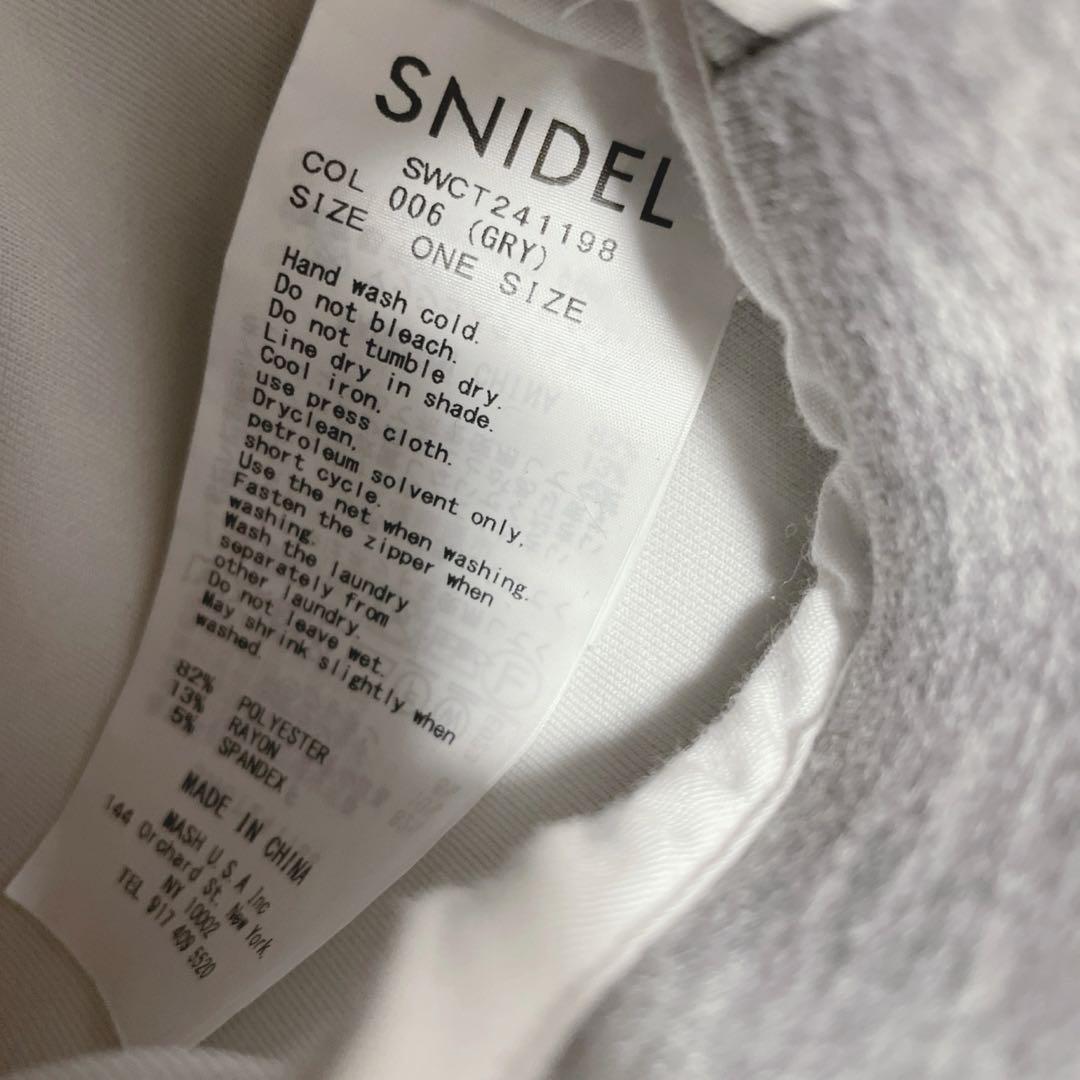 SNIDEL
SWCT241198
COL 006 (GRY)
SIZE ONE SIZE
Hand wash cold.
Do not bleach.
Do not tumble dry.
Line dry in shade.
Cool iron.
use press cloth.
Dryclean,
petroleum solvent only,
short cycle.
Use the net when washing.
Fasten the zipper when
washing.
Wash the laundry
separately from
other laundry.
Do not leave wet.
May shrink slightly when
washed.
82% POLYESTER
13% RAYON
5% SPANDEX
MADE IN CHINA
MASH U.S.A Inc
144 Orchard St. New York,
NY 10002
TEL 917 409 5520